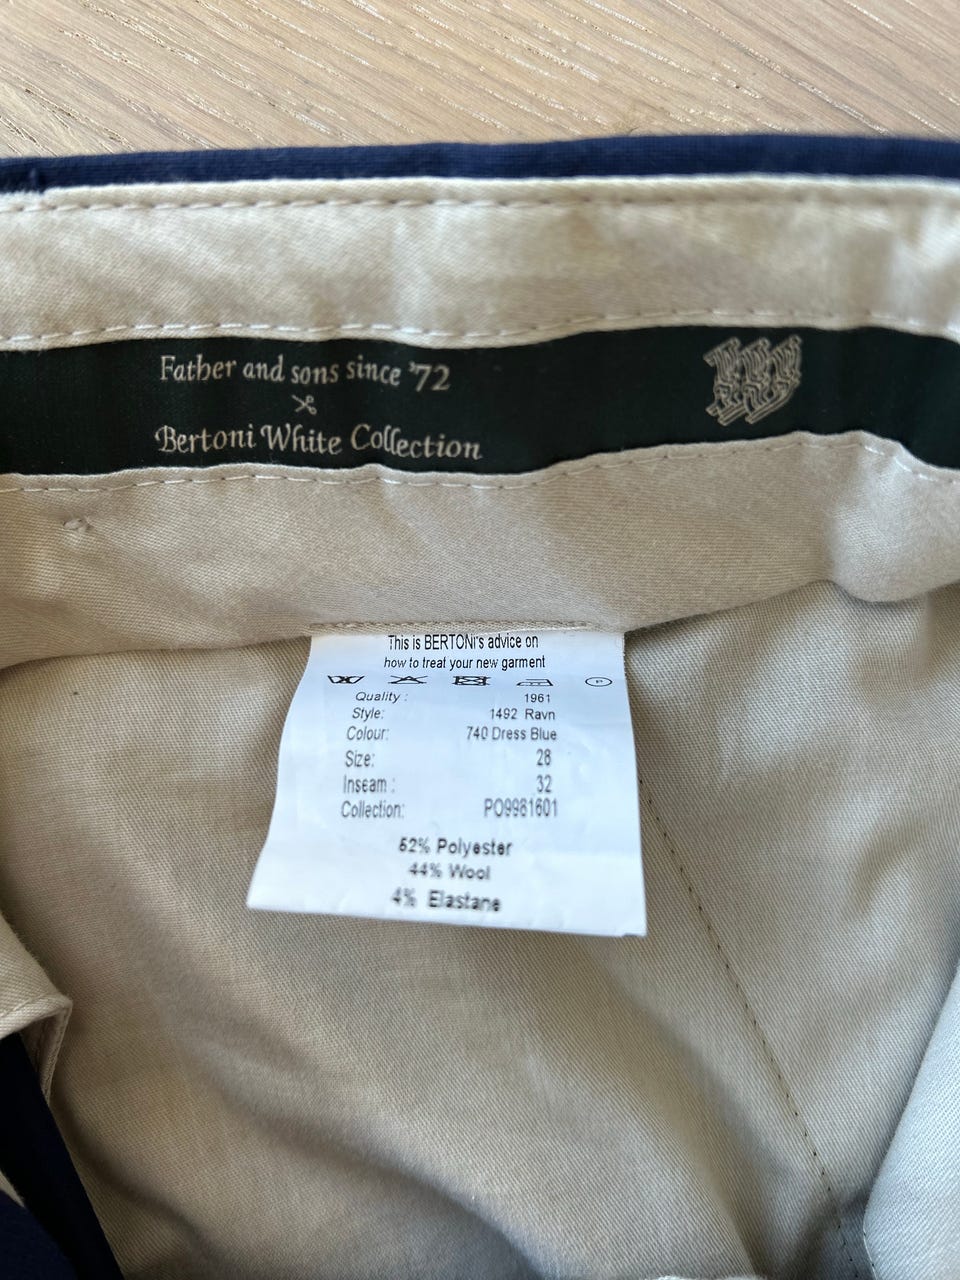 Father and sons since '72
Bertoni White Collection
This is BERTONI's advice on
how to treat your new garment
P
Quality : 1961
Style: 1492 Ravn
Colour: 740 Dress Blue
Size: 28
Inseam : 32
Collection: PO9981601
52% Polyester
44% Wool
4% Elastane